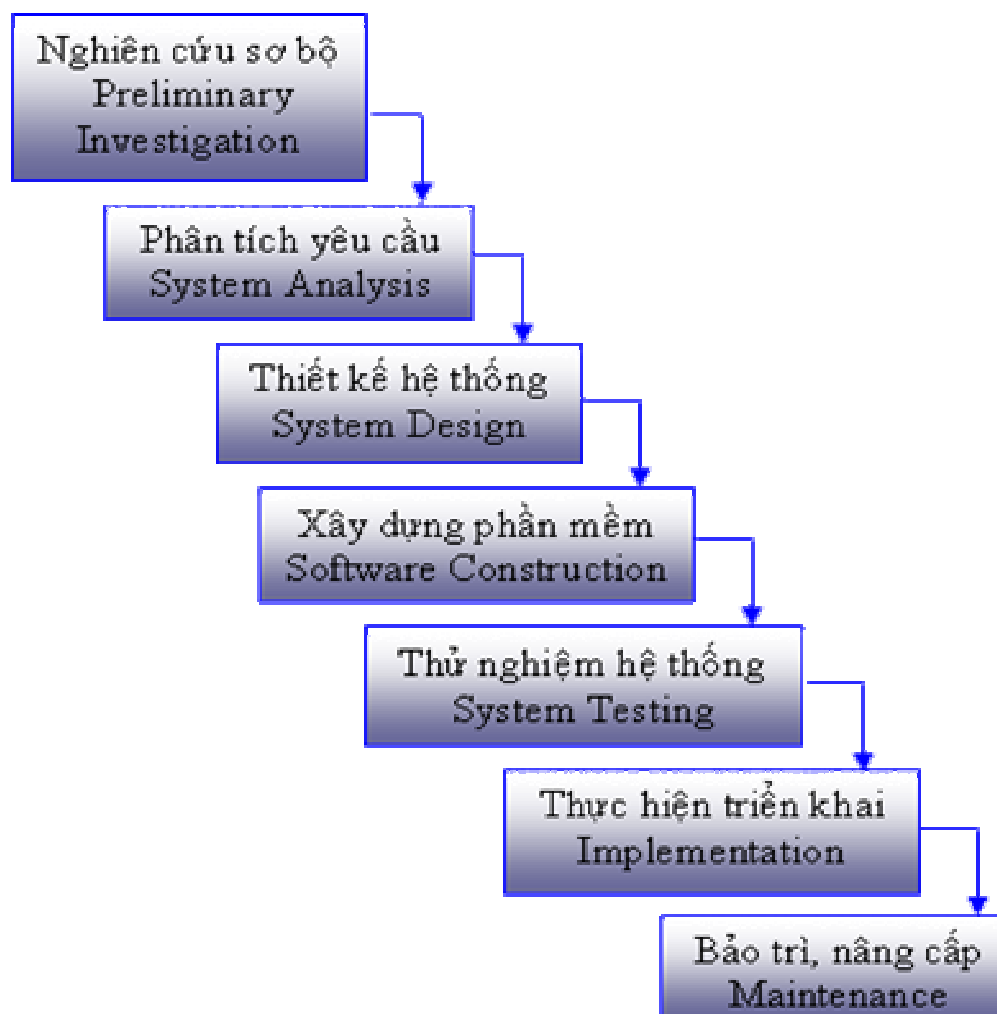 Nghiên cứu sơ bộ
Preliminary
Investigation
Phân tích yêu cầu
System Analysis
Thiết kế hệ thống
System Design
Xây dựng phần mềm
Software Construction
Thử nghiệm hệ thống
System Testing
Thực hiện triển khai
Implementation
Bảo trì, nâng cấp
Maintenance